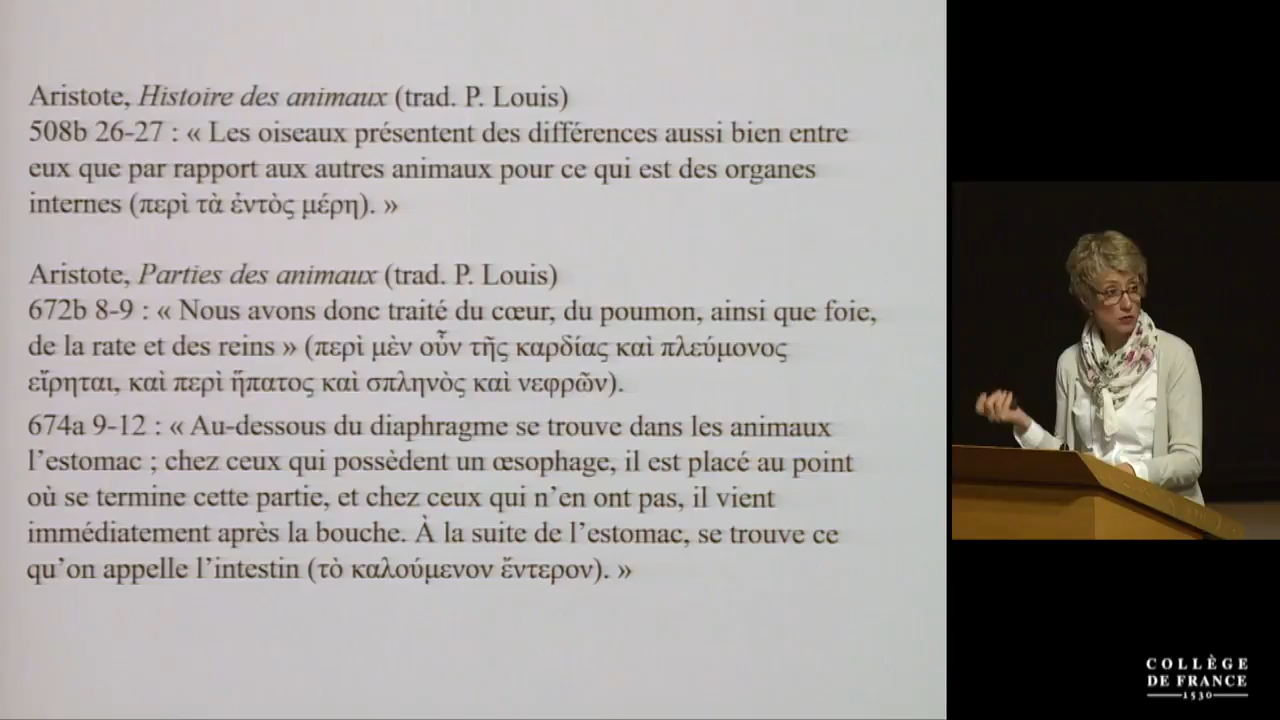 Aristote, Histoire des animaux (trad. P. Louis)
508b 26-27 : « Les oiseaux présentent des différences aussi bien entre
eux que par rapport aux autres animaux pour ce qui est des organes
internes (περὶ τὰ ἐντὸς μέρη). »
Aristote, Parties des animaux (trad. P. Louis)
672b 8-9 : « Nous avons donc traité du cœur, du poumon, ainsi que foie,
de la rate et des reins » (περὶ μὲν οὖν τῆς καρδίας καὶ πλεύμονος
εἴρηται, καὶ περὶ ἥπατος καὶ σπληνὸς καὶ νεφρῶν).
674a 9-12 : « Au-dessous du diaphragme se trouve dans les animaux
l’estomac ; chez ceux qui possèdent un œsophage, il est placé au point
où se termine cette partie, et chez ceux qui n’en ont pas, il vient
immédiatement après la bouche. À la suite de l’estomac, se trouve ce
qu’on appelle l’intestin (τὸ καλούμενον ἔντερον). »
COLLÈGE
DE FRANCE
1530